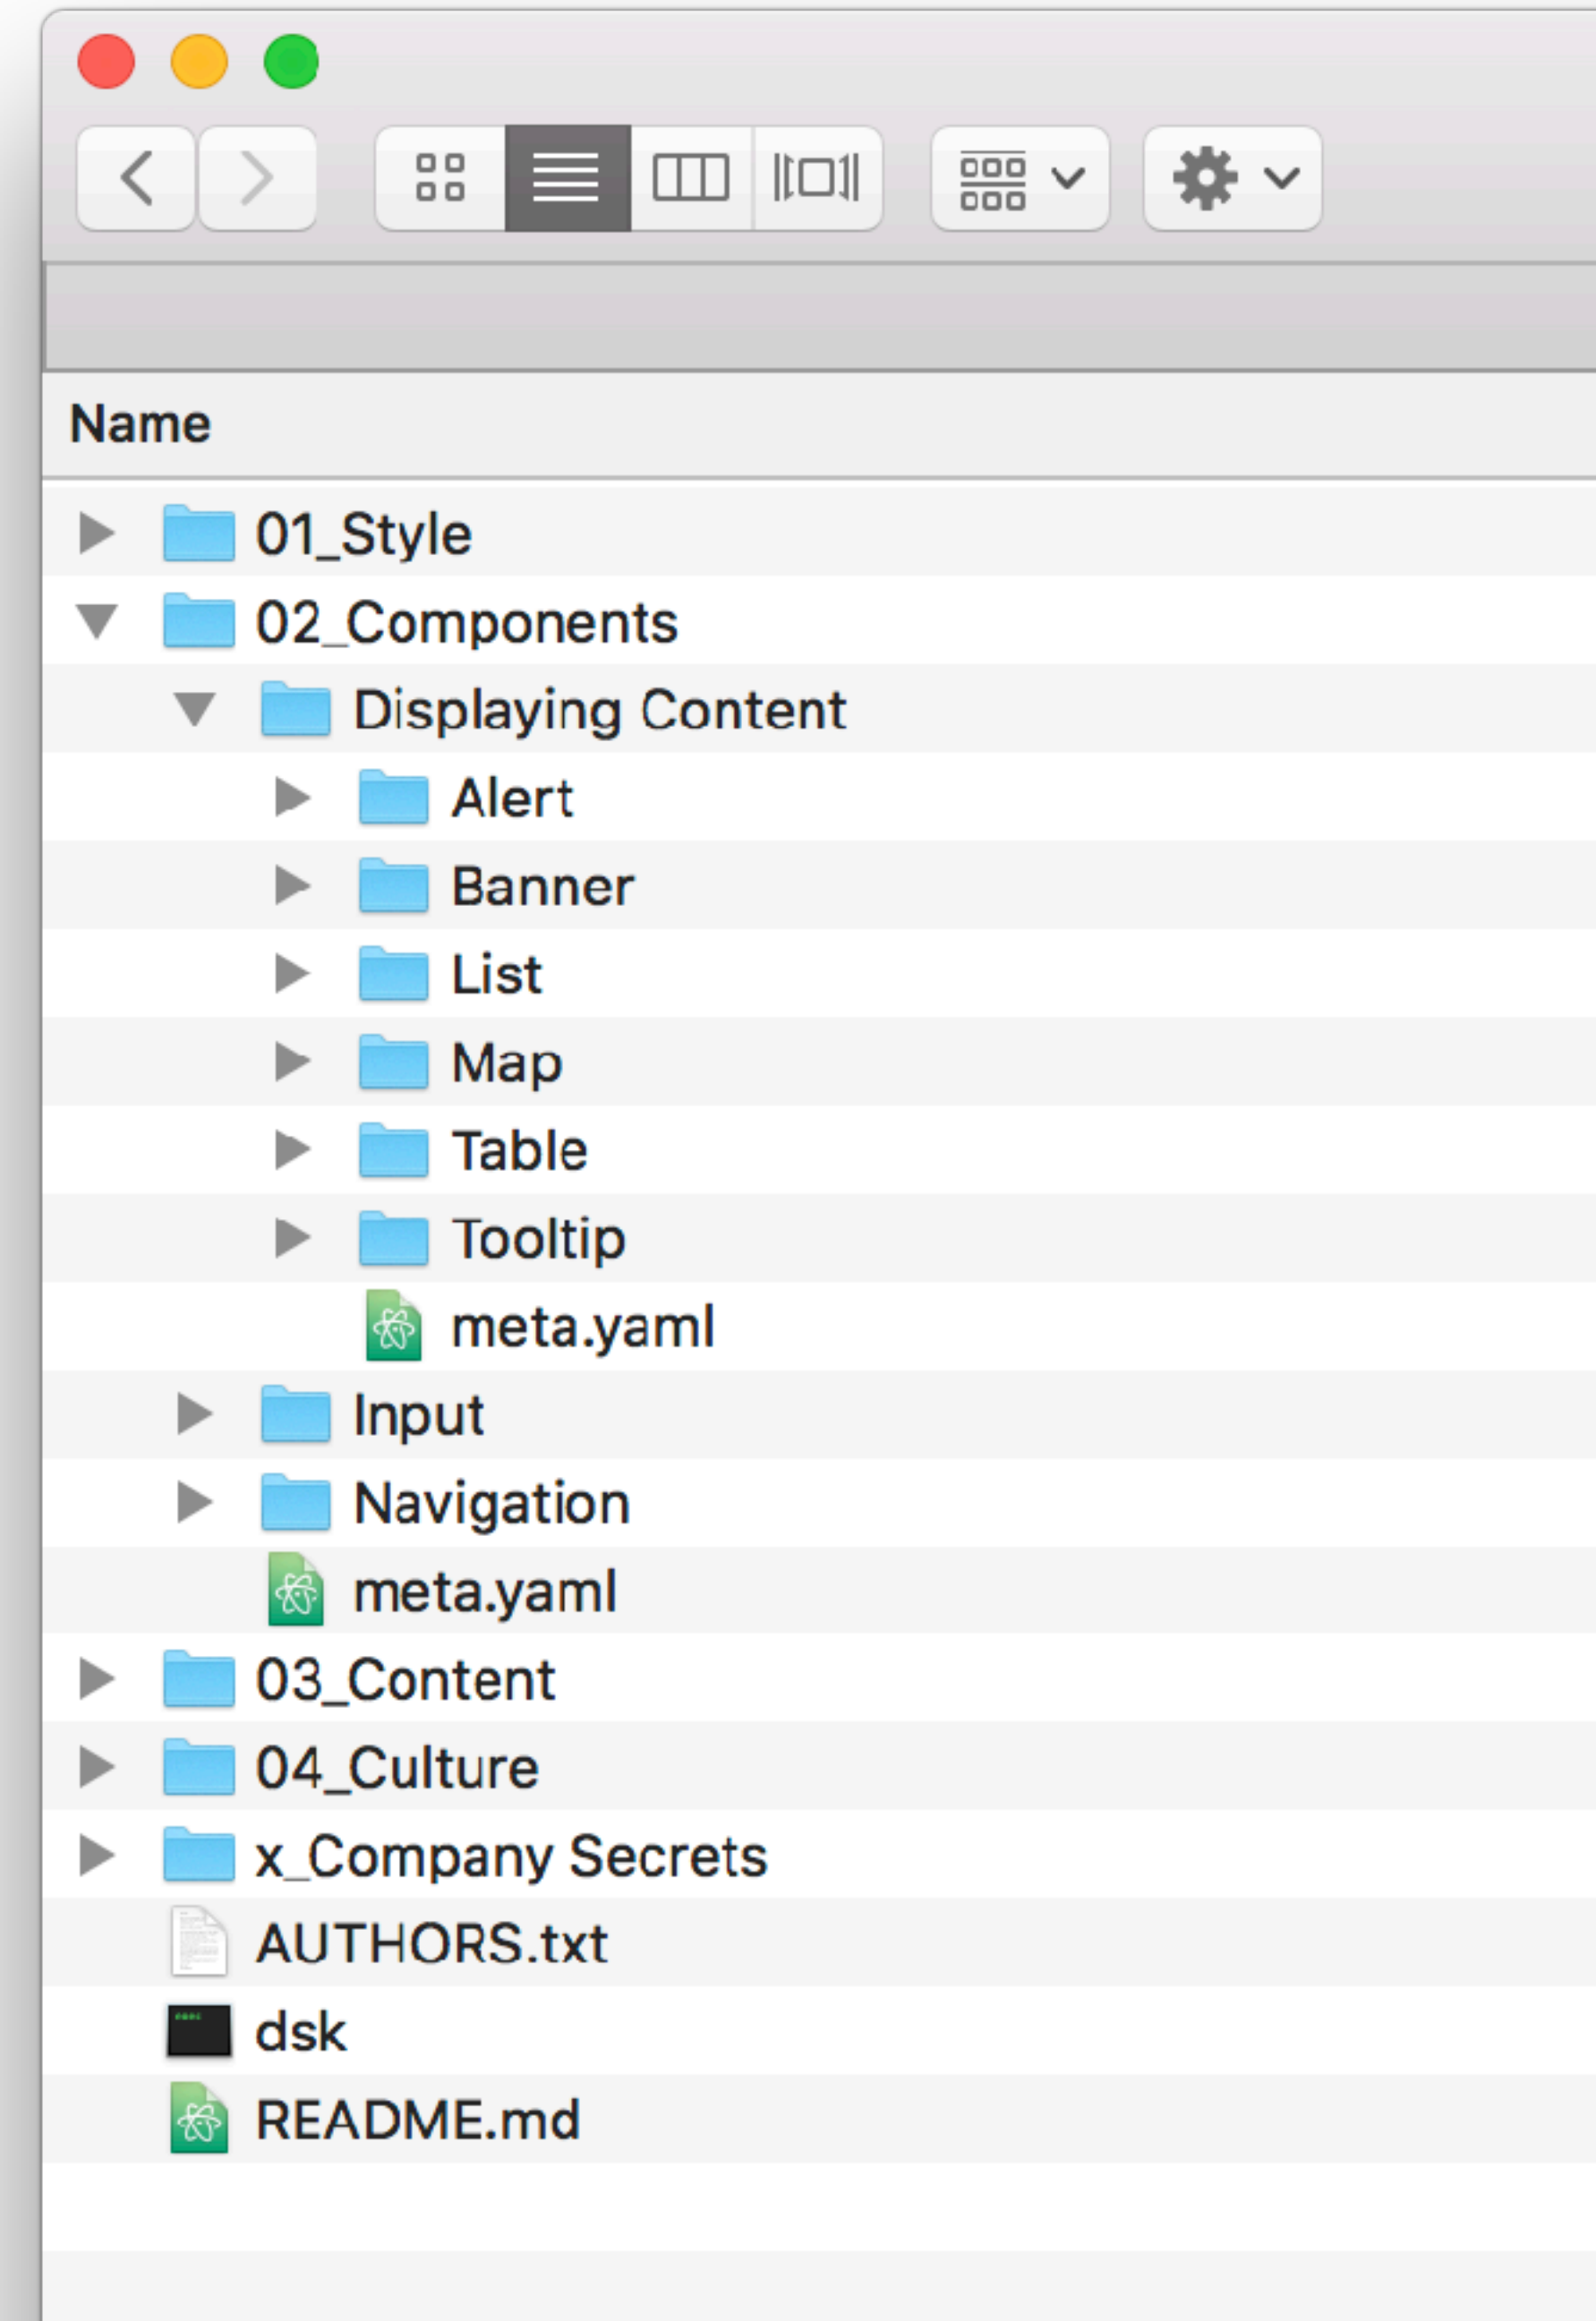 Name
01_Style
02_Components
Displaying Content
Alert
Banner
List
Map
Table
Tooltip
meta.yaml
Input
Navigation
meta.yaml
03_Content
04_Culture
x_Company Secrets
AUTHORS.txt
dsk
README.md